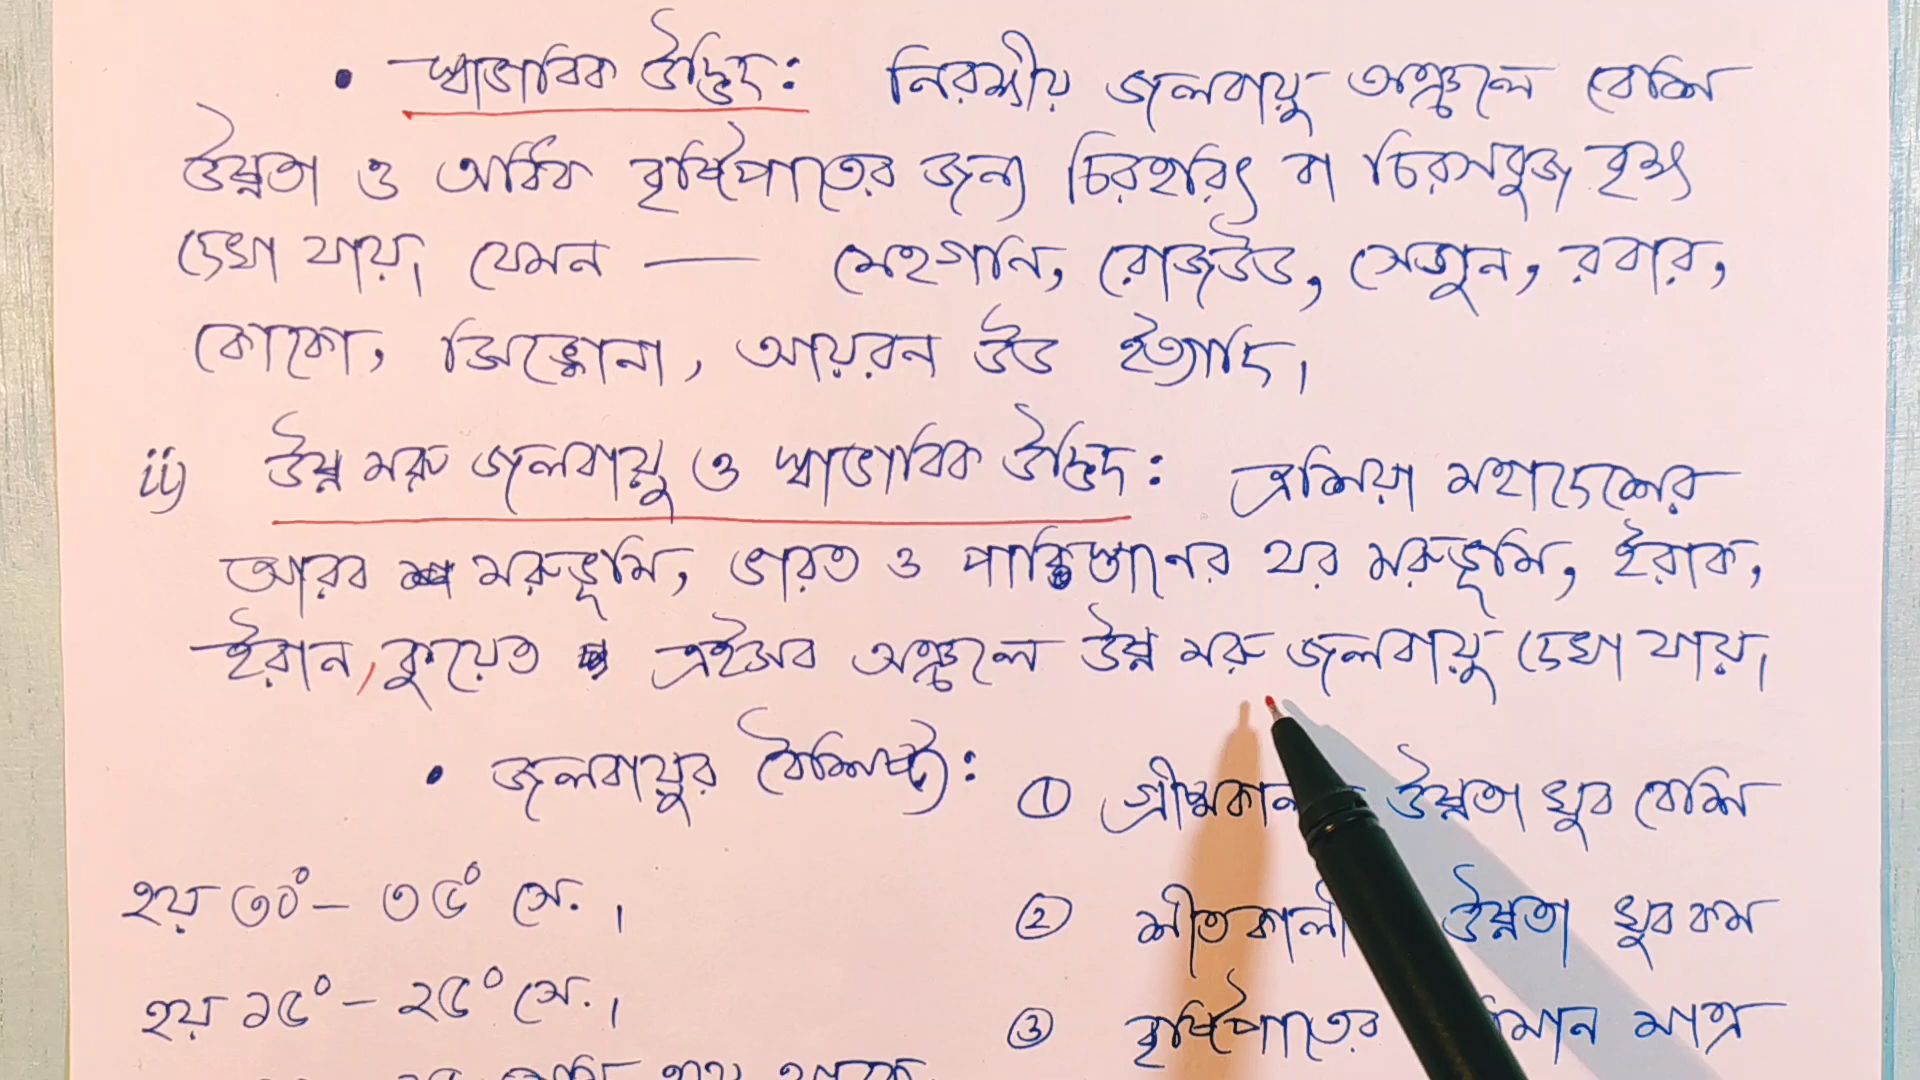 • স্বাভাবিক উদ্ভিদ: নিরক্ষীয় জলবায়ু অঞ্চলে বেশি
উষ্ণতা ও অধিক বৃষ্টিপাতের জন্য চিরহরিৎ বা চিরসবুজ বৃক্ষ
দেখা যায়। যেমন — মেহগনি, রোজউড, সেগুন, রবার,
কোকো, সিঙ্কোনা, আয়রন উড ইত্যাদি।
ii) উষ্ণ মরু জলবায়ু ও স্বাভাবিক উদ্ভিদ: এশিয়া মহাদেশের
আরব মরুভূমি, ভারত ও পাকিস্তানের থর মরুভূমি, ইরাক,
ইরান, কুয়েত এইসব অঞ্চলে উষ্ণ মরু জলবায়ু দেখা যায়।
• জলবায়ুর বৈশিষ্ট্য: ① গ্রীষ্মকাল উষ্ণতা খুব বেশি
হয় ৩০° – ৩৫° সে.।
② শীতকালী উষ্ণতা খুব কম
হয় ১৫° – ২৫° সে.।
③ বৃষ্টিপাতের মান মাত্র